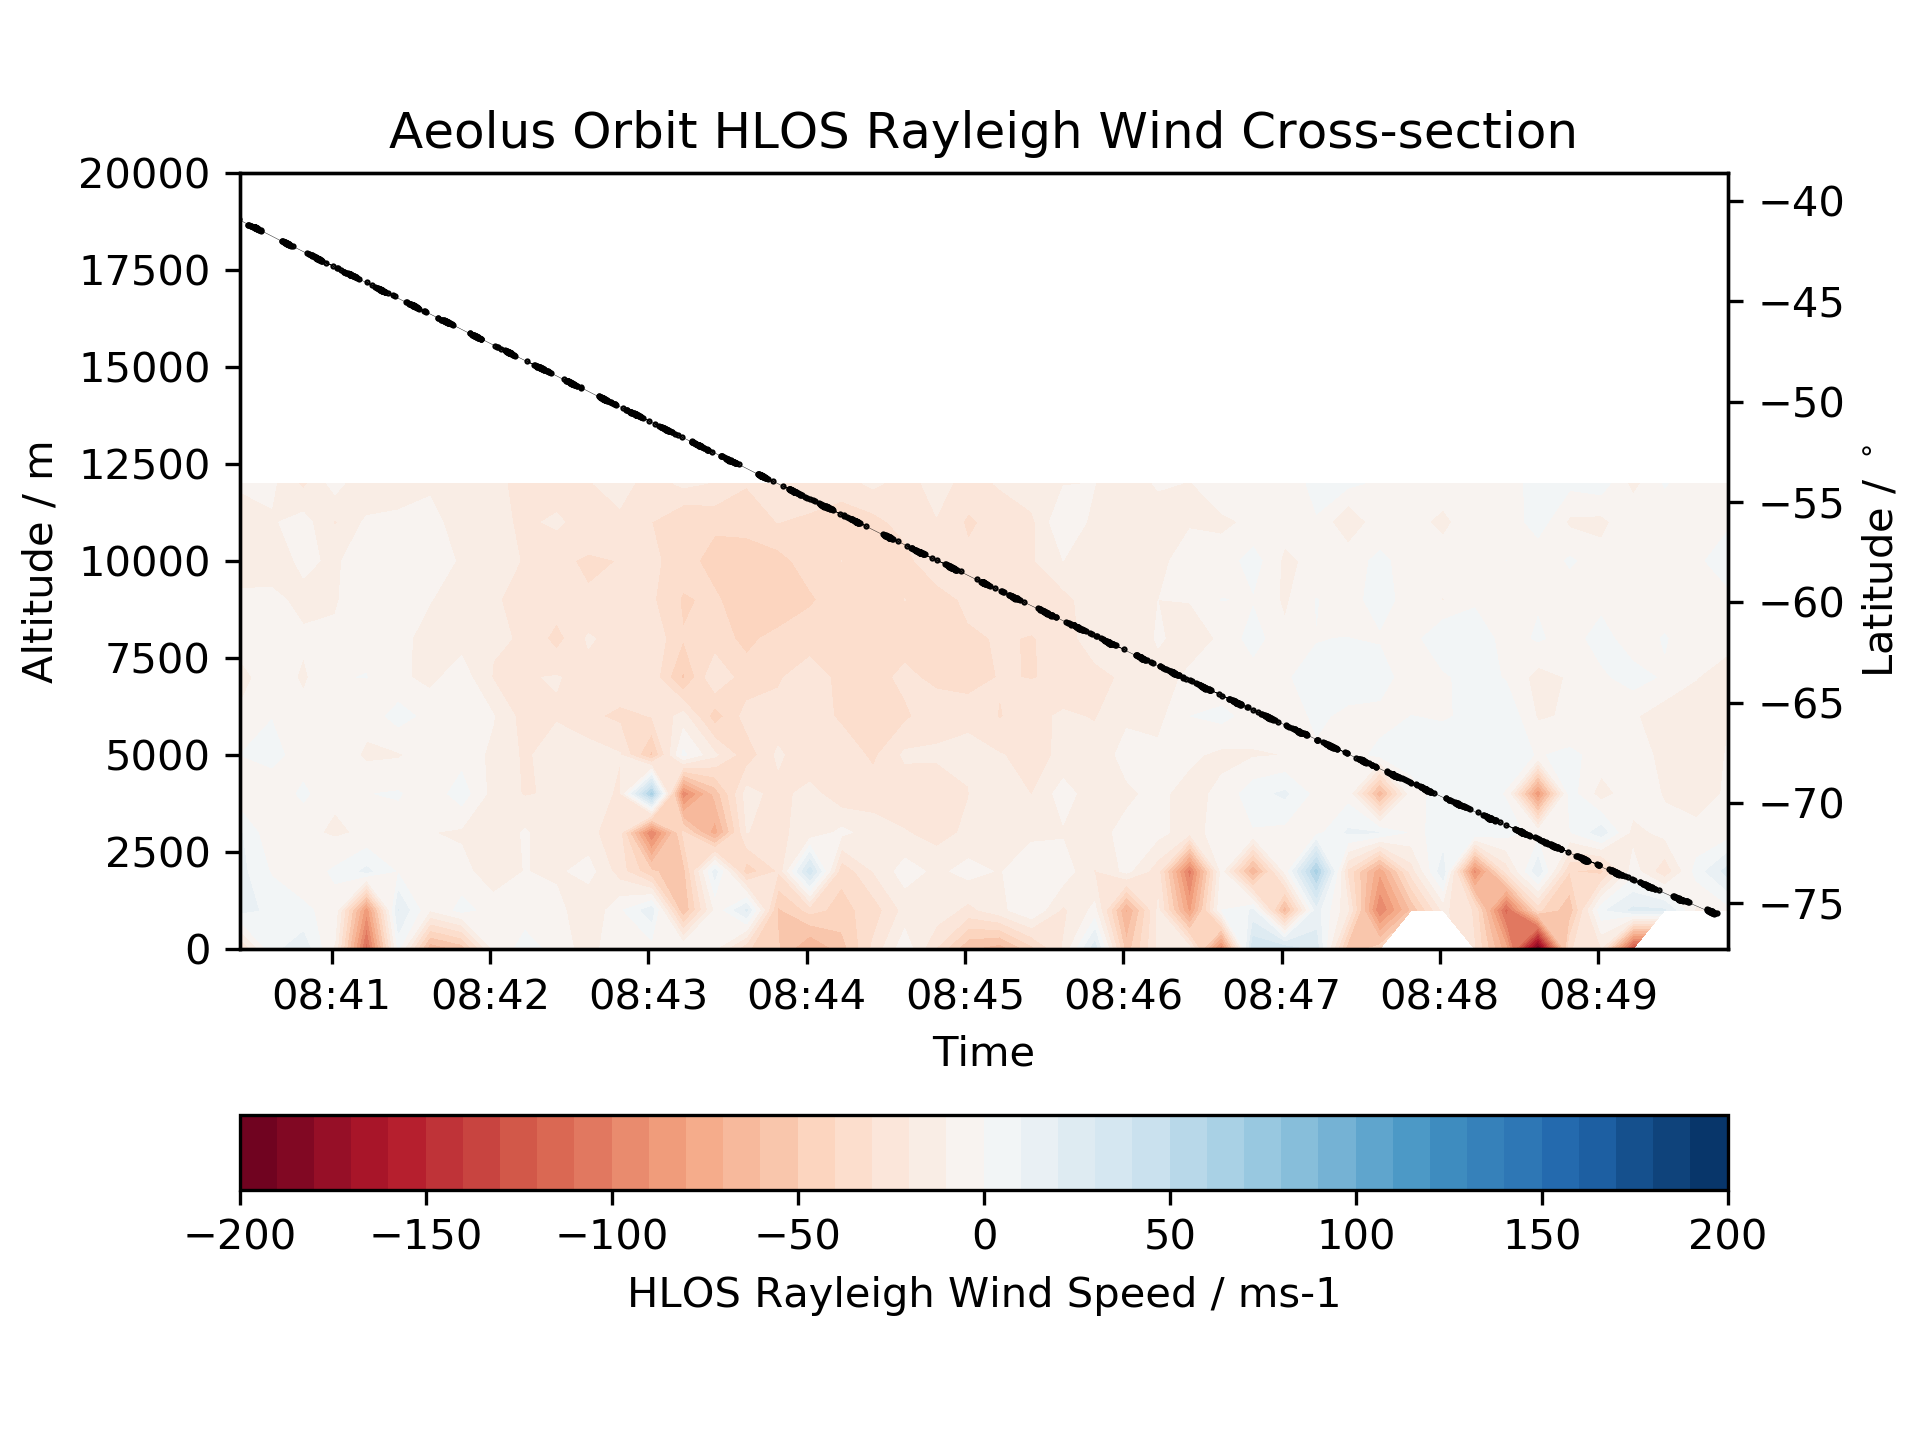 Aeolus Orbit HLOS Rayleigh Wind Cross-section
20000
17500
15000
12500
10000
7500
5000
2500
0
Altitude / m
−40
−45
−50
−55
−60
−65
−70
−75
Latitude / °
08:41 08:42 08:43 08:44 08:45 08:46 08:47 08:48 08:49
Time
−200 −150 −100 −50 0 50 100 150 200
HLOS Rayleigh Wind Speed / ms-1